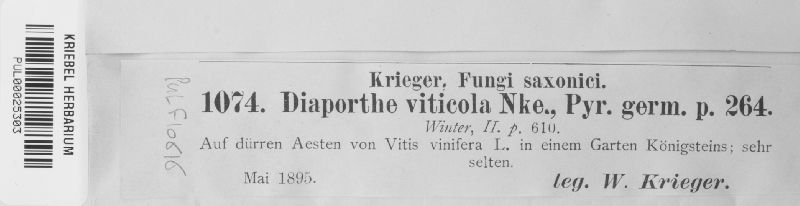 KRIEBEL HERBARIUM
PUL00025303
PULF10616
Krieger, Fungi saxonici.
1074. Diaporthe viticola Nke., Pyr. germ. p. 264.
Winter, II. p. 610.
Auf dürren Aesten von Vitis vinifera L. in einem Garten Königsteins; sehr
selten.
Mai 1895.
leg. W. Krieger.